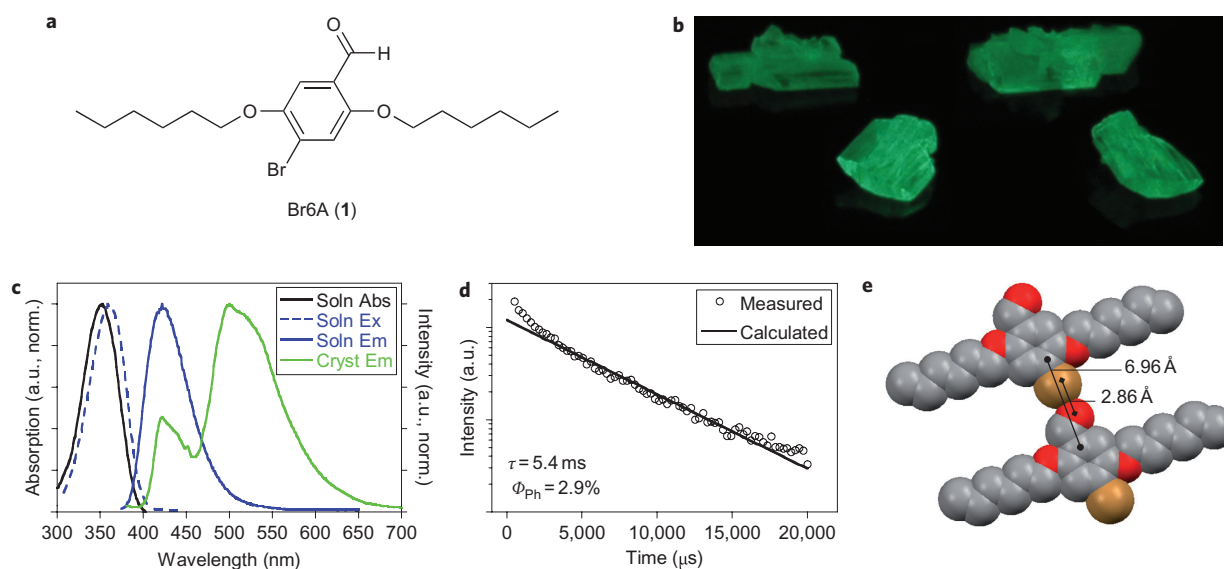 a
O
H
O
O
Br
Br6A (1)
b
c
Absorption (a.u., norm.)
Soln Abs
Soln Ex
Soln Em
Cryst Em
Intensity (a.u., norm.)
300 350 400 450 500 550 600 650 700
Wavelength (nm)
d
Intensity (a.u.)
Measured
Calculated
τ = 5.4 ms
ΦPh = 2.9%
0 5,000 10,000 15,000 20,000
Time (μs)
e
6.96 Å
2.86 Å